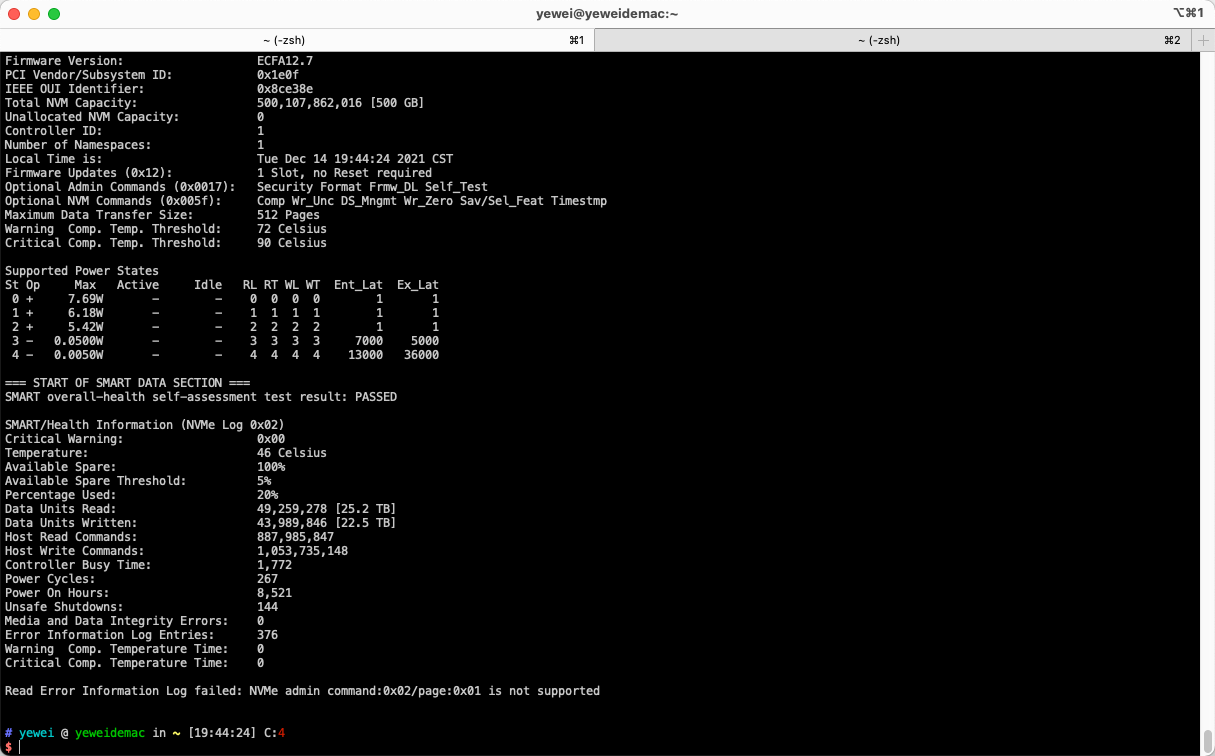 yewei@yeweidemac:~
⌥⌘1
~ (-zsh) ⌘1 ~ (-zsh) ⌘2 +
Firmware Version: ECFA12.7
PCI Vendor/Subsystem ID: 0x1e0f
IEEE OUI Identifier: 0x8ce38e
Total NVM Capacity: 500,107,862,016 [500 GB]
Unallocated NVM Capacity: 0
Controller ID: 1
Number of Namespaces: 1
Local Time is: Tue Dec 14 19:44:24 2021 CST
Firmware Updates (0x12): 1 Slot, no Reset required
Optional Admin Commands (0x0017): Security Format Frmw_DL Self_Test
Optional NVM Commands (0x005f): Comp Wr_Unc DS_Mngmt Wr_Zero Sav/Sel_Feat Timestmp
Maximum Data Transfer Size: 512 Pages
Warning  Comp. Temp. Threshold: 72 Celsius
Critical Comp. Temp. Threshold: 90 Celsius
Supported Power States
St Op     Max   Active     Idle   RL RT WL WT  Ent_Lat  Ex_Lat
 0 +     7.69W       -        -    0  0  0  0        1       1
 1 +     6.18W       -        -    1  1  1  1        1       1
 2 +     5.42W       -        -    2  2  2  2        1       1
 3 -   0.0500W       -        -    3  3  3  3     7000    5000
 4 -   0.0050W       -        -    4  4  4  4    13000   36000
=== START OF SMART DATA SECTION ===
SMART overall-health self-assessment test result: PASSED
SMART/Health Information (NVMe Log 0x02)
Critical Warning: 0x00
Temperature: 46 Celsius
Available Spare: 100%
Available Spare Threshold: 5%
Percentage Used: 20%
Data Units Read: 49,259,278 [25.2 TB]
Data Units Written: 43,989,846 [22.5 TB]
Host Read Commands: 887,985,847
Host Write Commands: 1,053,735,148
Controller Busy Time: 1,772
Power Cycles: 267
Power On Hours: 8,521
Unsafe Shutdowns: 144
Media and Data Integrity Errors: 0
Error Information Log Entries: 376
Warning  Comp. Temperature Time: 0
Critical Comp. Temperature Time: 0
Read Error Information Log failed: NVMe admin command:0x02/page:0x01 is not supported
# yewei @ yeweidemac in ~ [19:44:24] C:4
$